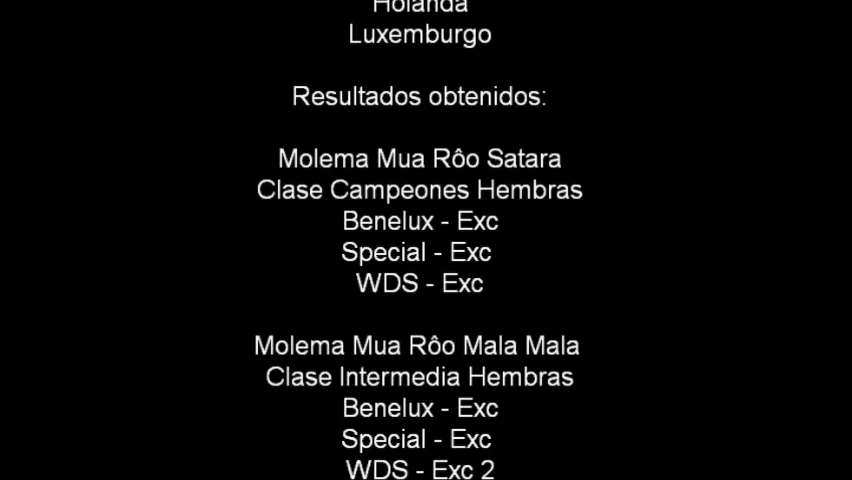 Holanda
Luxemburgo
Resultados obtenidos:
Molema Mua Rôo Satara
Clase Campeones Hembras
Benelux - Exc
Special - Exc
WDS - Exc
Molema Mua Rôo Mala Mala
Clase Intermedia Hembras
Benelux - Exc
Special - Exc
WDS - Exc 2